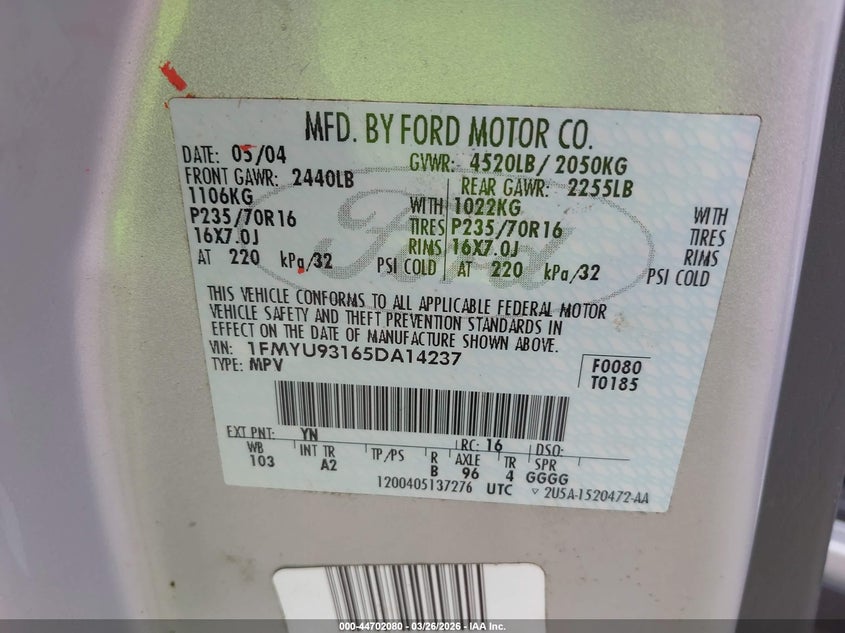 MFD. BY FORD MOTOR CO.
DATE: 05/04 GVWR: 4520LB/ 2050KG
FRONT GAWR: 2440LB REAR GAWR: 2255LB
1106KG WITH 1022KG WITH
P235/70R16 TIRES P235/70R16 TIRES
16X7.0J RIMS 16X7.0J RIMS
AT 220 kPa/32 PSI COLD AT 220 kPa/32 PSI COLD
Ford
THIS VEHICLE CONFORMS TO ALL APPLICABLE FEDERAL MOTOR
VEHICLE SAFETY AND THEFT PREVENTION STANDARDS IN
EFFECT ON THE DATE OF MANUFACTURE SHOWN ABOVE.
VIN: 1FMYU93165DA14237
TYPE: MPV
F0080
T0185
EXT PNT: YN RC: 16 DSO:
WB INT TR TP/PS R AXLE TR SPR
103 A2 B 96 4 GGGG
1200405137276 UTC ▽ 2U5A-1520472-AA
000-44702080 - 03/26/2026 - IAA Inc.